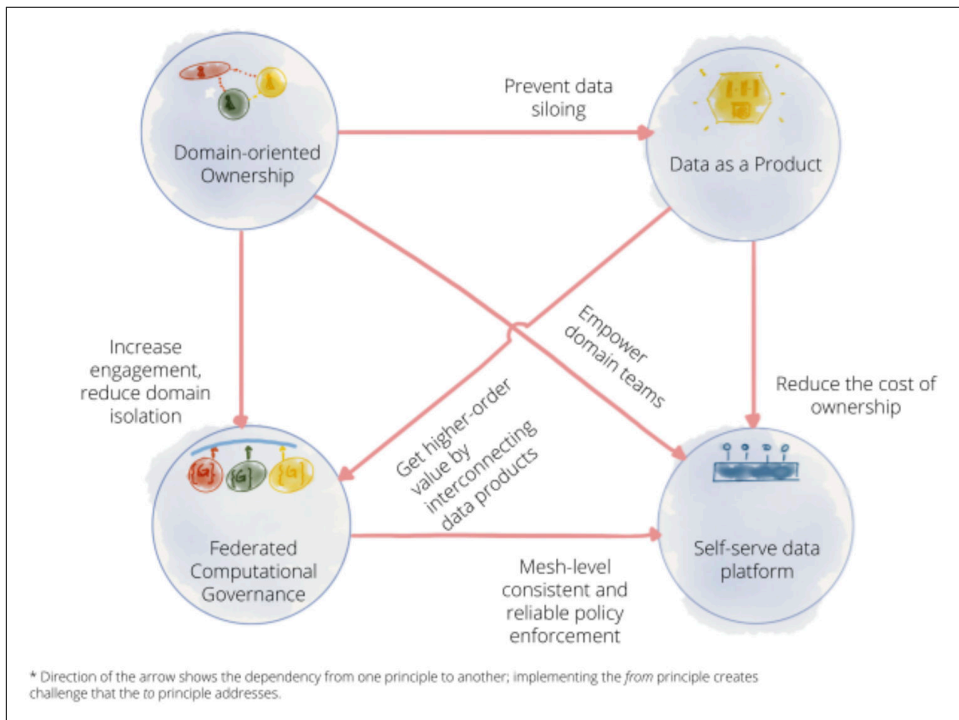 Prevent data
siloing
Domain-oriented
Ownership
Data as a Product
Increase
engagement,
reduce domain
isolation
Empower
domain teams
Reduce the cost of
ownership
Get higher-order
value by
interconnecting
data products
{G}
{G}
{G}
Federated
Computational
Governance
Self-serve data
platform
Mesh-level
consistent and
reliable policy
enforcement
* Direction of the arrow shows the dependency from one principle to another; implementing the from principle creates
challenge that the to principle addresses.